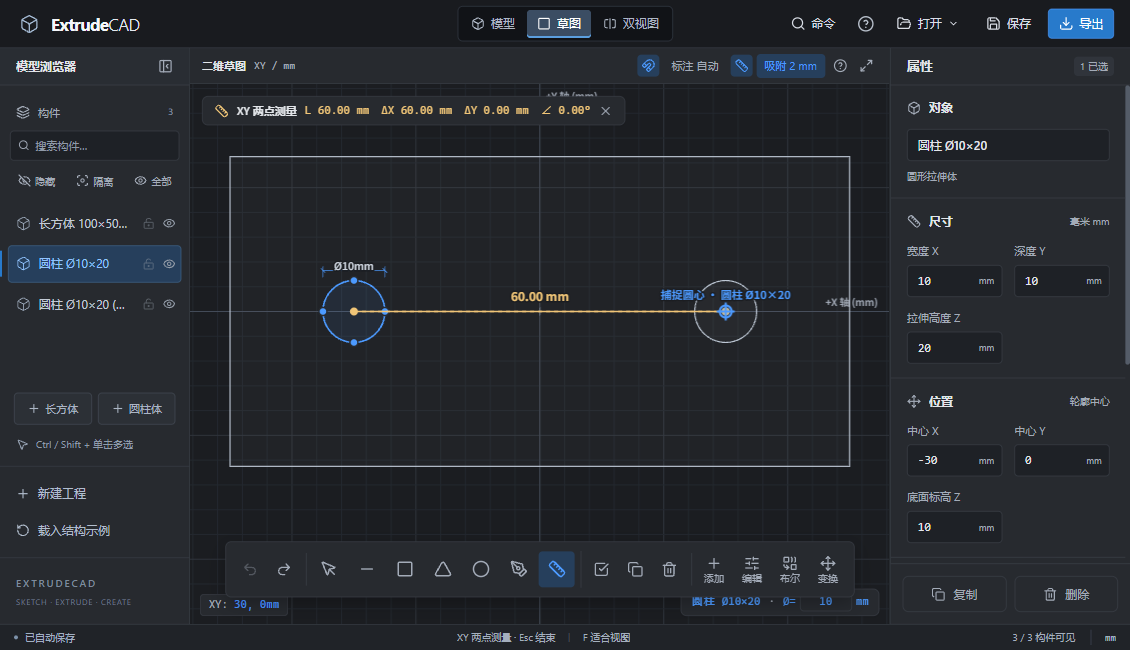 ExtrudeCAD
模型
草图
双视图
命令
打开
保存
导出
模型浏览器
构件
3
搜索构件...
隐藏
隔离
全部
长方体 100×50...
圆柱 Ø10×20
圆柱 Ø10×20 (...
长方体
圆柱体
Ctrl / Shift + 单击多选
新建工程
载入结构示例
EXTRUDECAD
SKETCH · EXTRUDE · CREATE
二维草图 XY / mm
标注 自动
吸附 2 mm
XY 两点测量 L 60.00 mm ΔX 60.00 mm ΔY 0.00 mm ∠ 0.00°
Ø10mm
60.00 mm
捕捉圆心 · 圆柱 Ø10×20
+X 轴 (mm)
添加
编辑
布尔
变换
XY: 30, 0mm
圆柱 Ø10×20 · Ø= 10 mm
属性
1 已选
对象
圆柱 Ø10×20
圆形拉伸体
尺寸
毫米 mm
宽度 X
深度 Y
10 mm
10 mm
拉伸高度 Z
20 mm
位置
轮廓中心
中心 X
中心 Y
-30 mm
0 mm
底面标高 Z
10 mm
复制
删除
已自动保存
XY 两点测量 · Esc 结束
F 适合视图
3 / 3 构件可见
mm